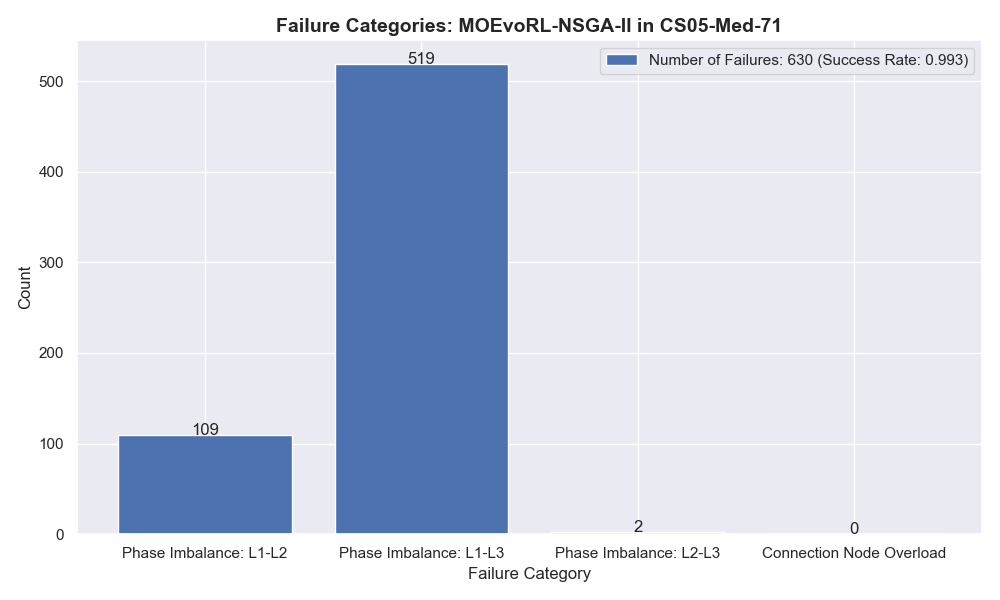 Failure Categories: MOEvoRL-NSGA-II in CS05-Med-71
Number of Failures: 630 (Success Rate: 0.993)
519
500
400
300
200
109
100
2
0
0
Count
Phase Imbalance: L1-L2
Phase Imbalance: L1-L3
Phase Imbalance: L2-L3
Connection Node Overload
Failure Category